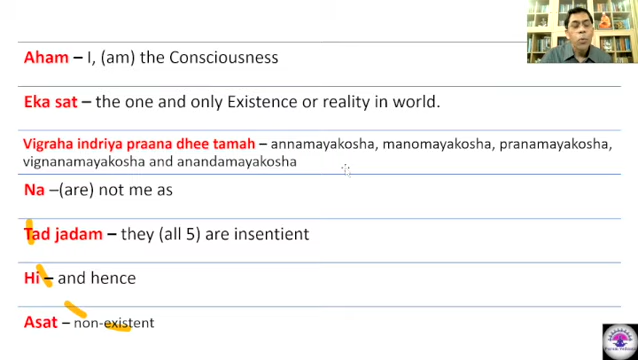 Aham – I, (am) the Consciousness
Eka sat – the one and only Existence or reality in world.
Vigraha indriya praana dhee tamah – annamayakosha, manomayakosha, pranamayakosha,
vignanamayakosha and anandamayakosha
Na –(are) not me as
Tad jadam – they (all 5) are insentient
Hi – and hence
Asat – non-existent